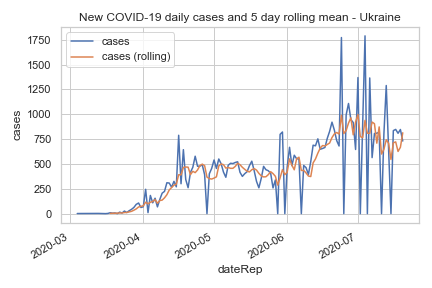 New COVID-19 daily cases and 5 day rolling mean - Ukraine
cases
cases (rolling)
1750
1500
1250
1000
750
500
250
0
cases
2020-03
2020-04
2020-05
2020-06
2020-07
dateRep